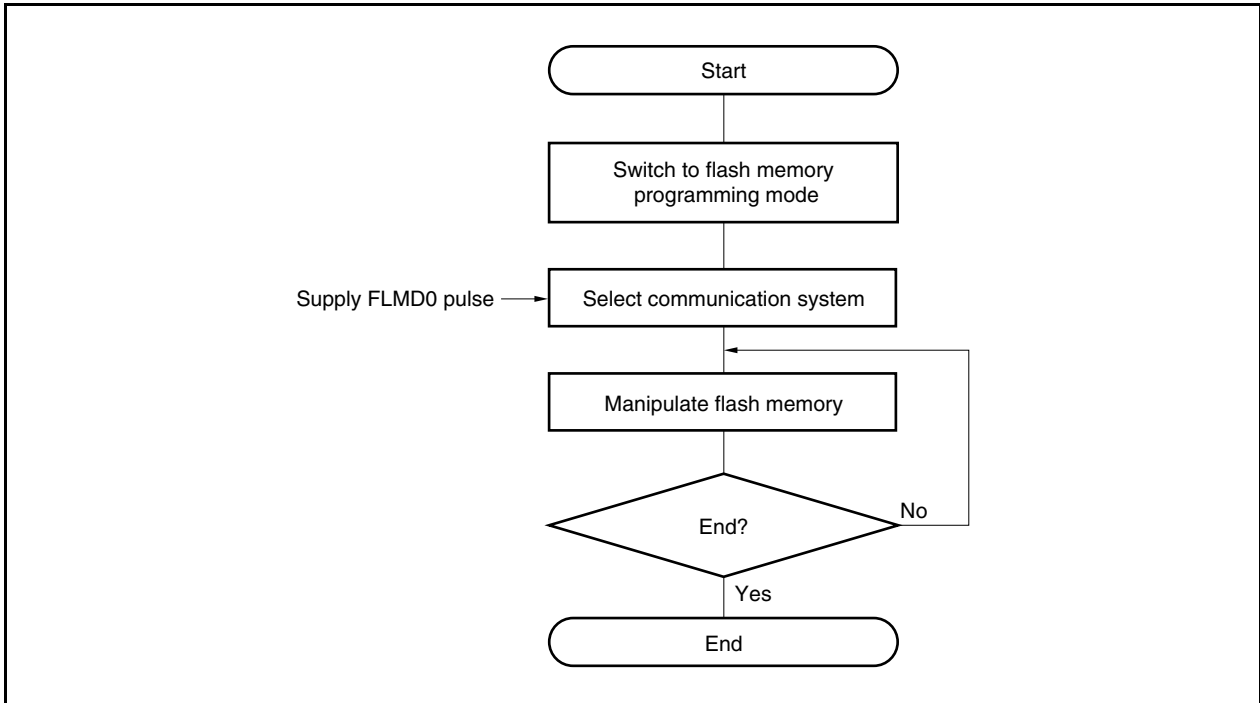 Start
Switch to flash memory
programming mode
Supply FLMD0 pulse
Select communication system
Manipulate flash memory
End?
No
Yes
End